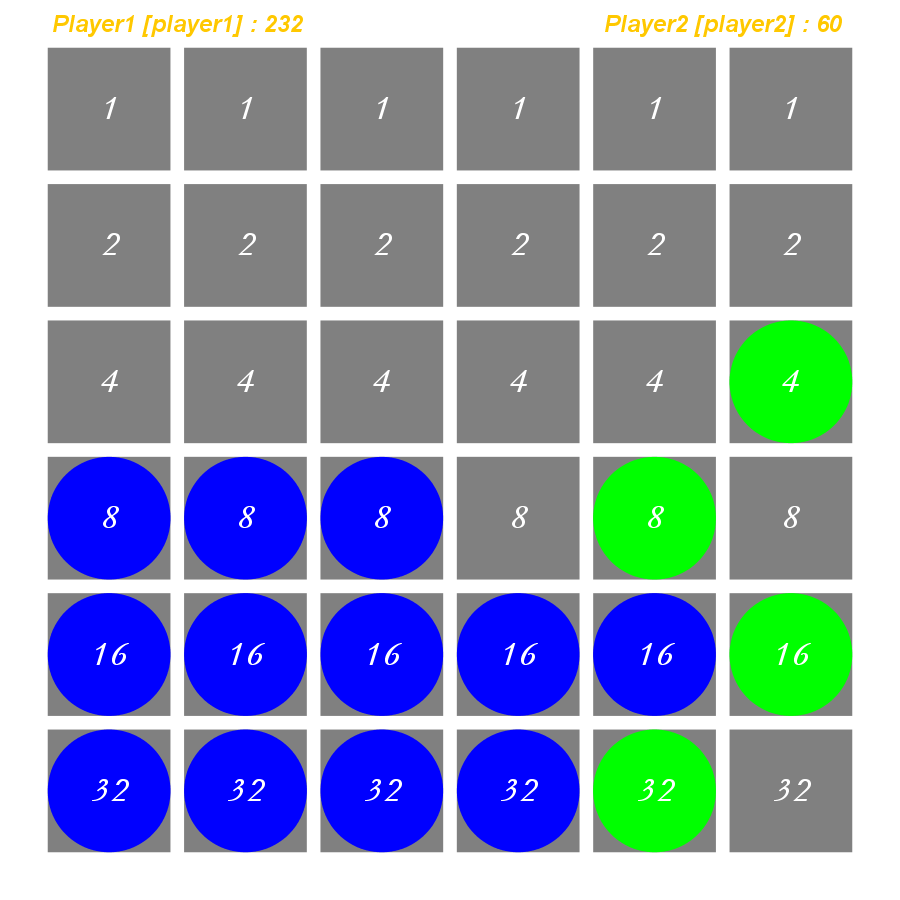 Player1 [player1] : 232 Player2 [player2] : 60
1 1 1 1 1 1
2 2 2 2 2 2
4 4 4 4 4 4
8 8 8 8 8 8
16 16 16 16 16 16
32 32 32 32 32 32